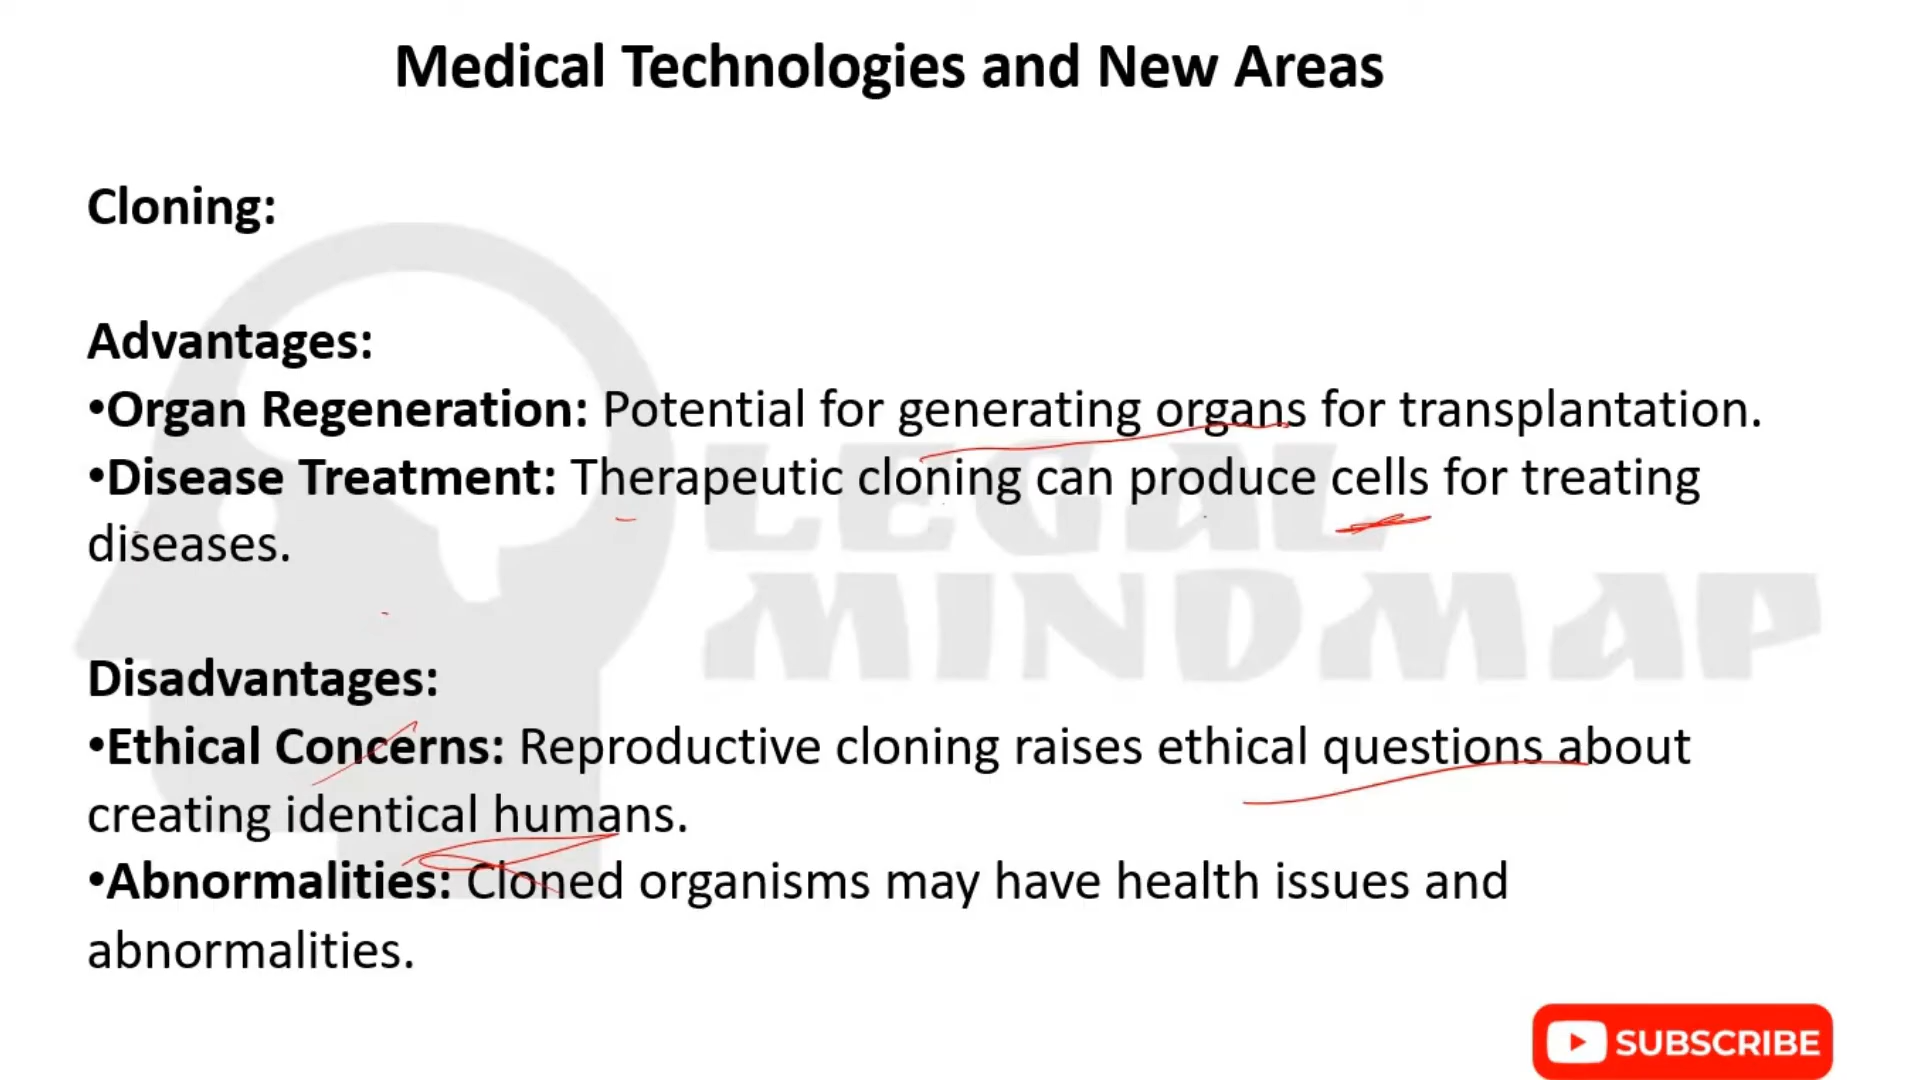 Medical Technologies and New Areas
Cloning:
Advantages:
•Organ Regeneration: Potential for generating organs for transplantation.
•Disease Treatment: Therapeutic cloning can produce cells for treating
diseases.
LEGAL
MINDMAP
Disadvantages:
•Ethical Concerns: Reproductive cloning raises ethical questions about
creating identical humans.
•Abnormalities: Cloned organisms may have health issues and
abnormalities.
SUBSCRIBE